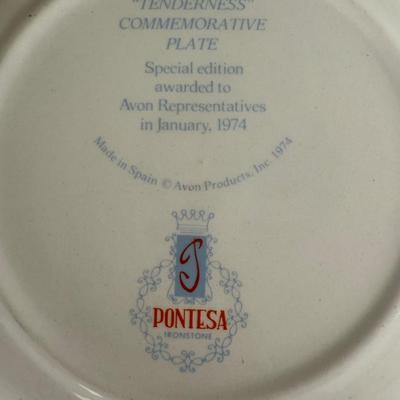 "TENDERNESS"
COMMEMORATIVE
PLATE
Special edition
awarded to
Avon Representatives
in January, 1974
Made in Spain © Avon Products, Inc. 1974
P
PONTESA
IRONSTONE